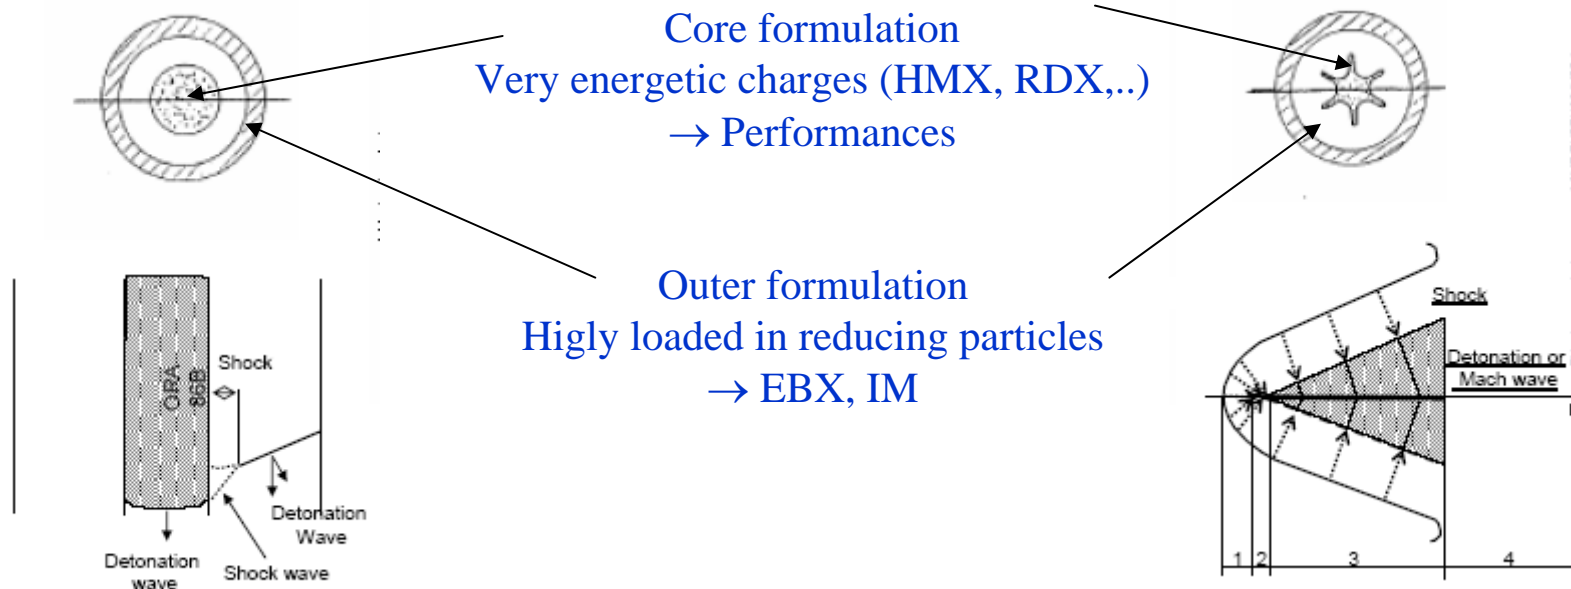 Core formulation
Very energetic charges (HMX, RDX,..)
→ Performances
Outer formulation
Higly loaded in reducing particles
→ EBX, IM
ORA
86B
Shock
Detonation
Wave
Detonation
wave
Shock wave
Shock
Detonation or
Mach wave
1 2 3 4